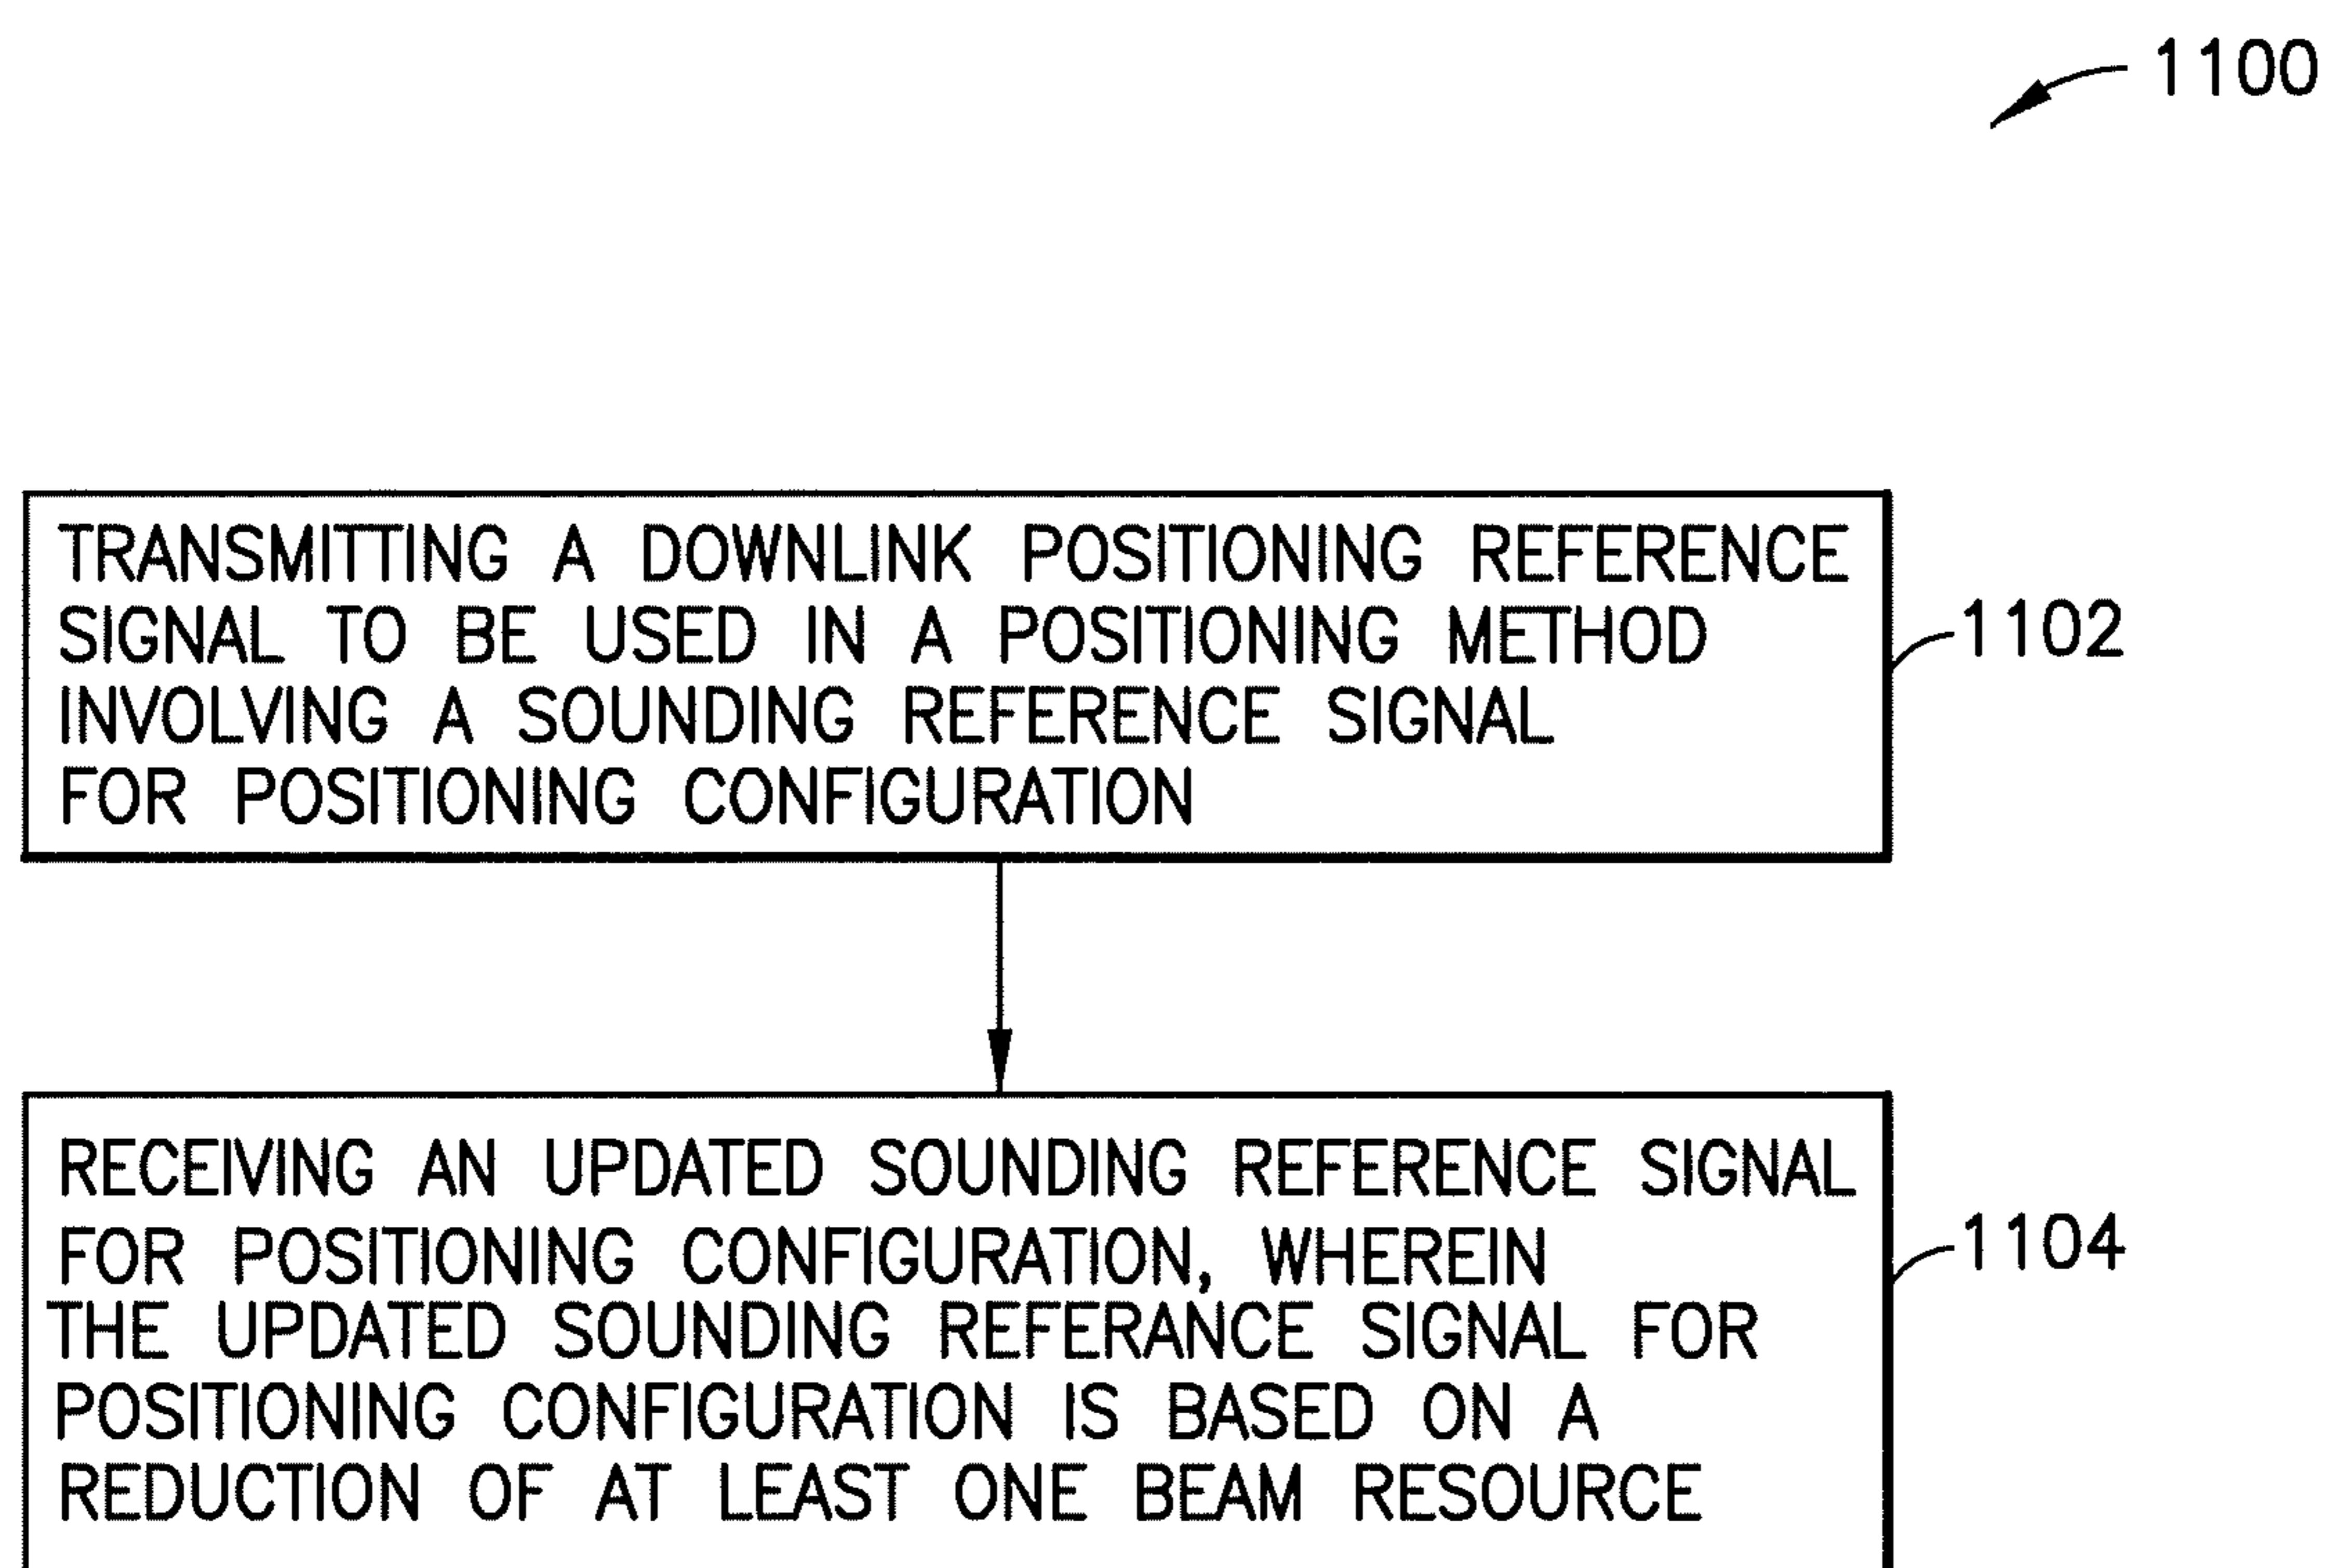 1100
TRANSMITTING A DOWNLINK POSITIONING REFERENCE
SIGNAL TO BE USED IN A POSITIONING METHOD
INVOLVING A SOUNDING REFERENCE SIGNAL
FOR POSITIONING CONFIGURATION
1102
RECEIVING AN UPDATED SOUNDING REFERENCE SIGNAL
FOR POSITIONING CONFIGURATION, WHEREIN
THE UPDATED SOUNDING REFERANCE SIGNAL FOR
POSITIONING CONFIGURATION IS BASED ON A
REDUCTION OF AT LEAST ONE BEAM RESOURCE
1104